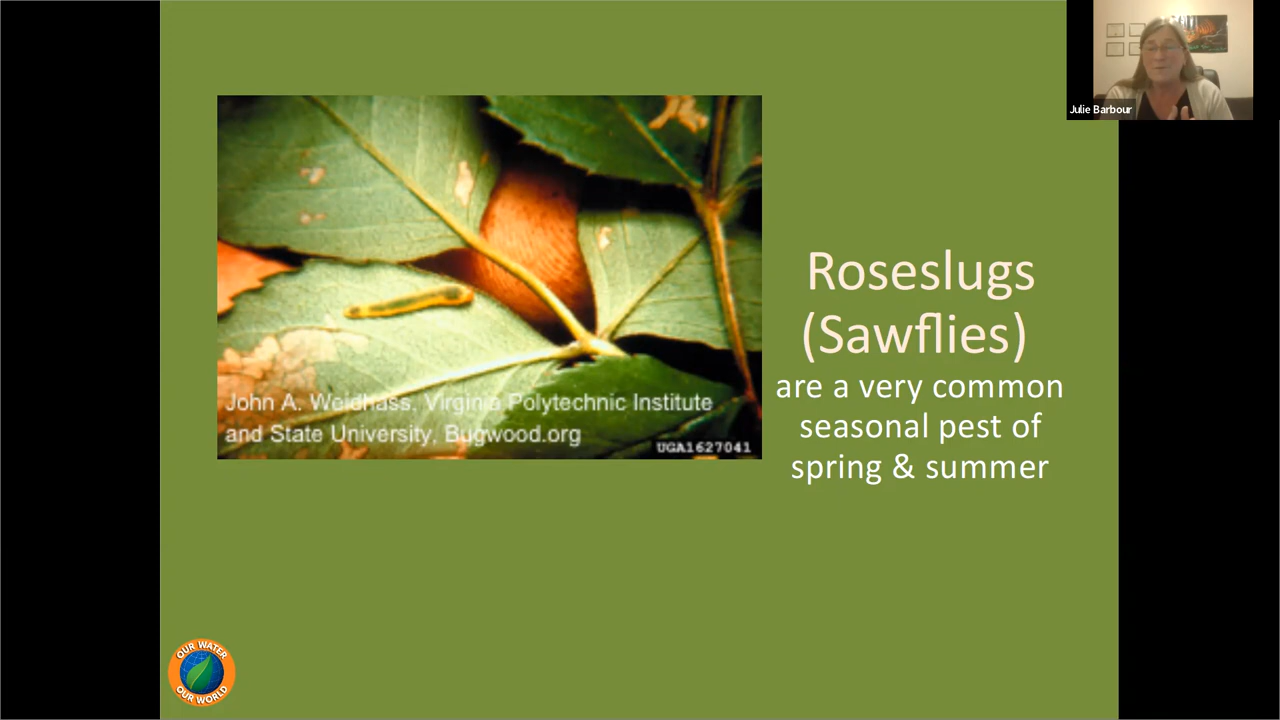 Julie Barbour
Roseslugs
(Sawflies)
are a very common
seasonal pest of
spring & summer
John A. Weidhass, Virginia Polytechnic Institute
and State University, Bugwood.org
UGA1627041
OUR WATER
OUR WORLD